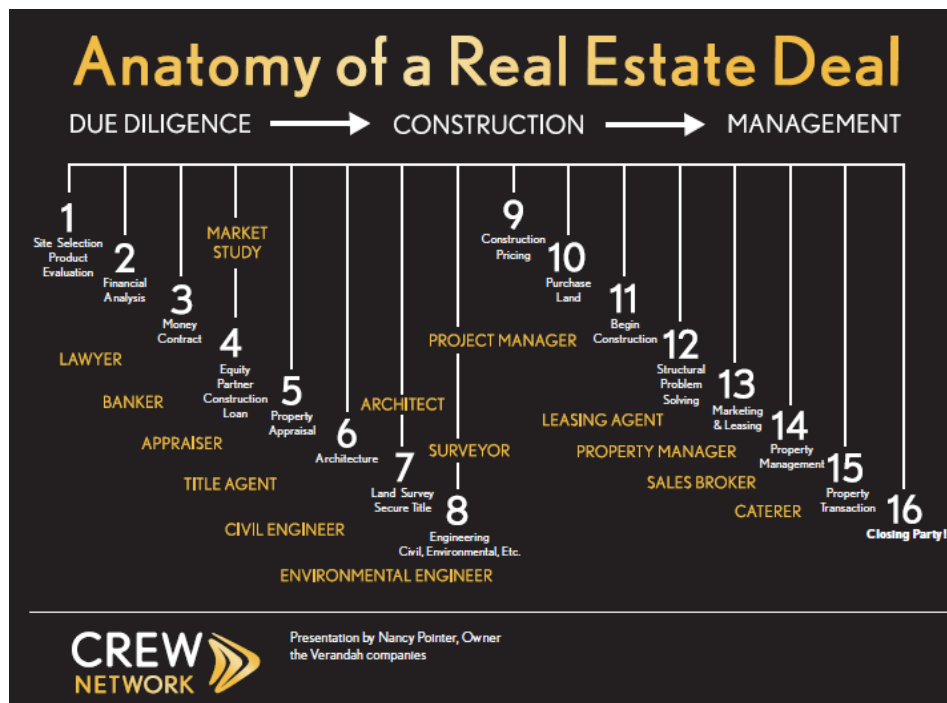 Anatomy of a Real Estate Deal
DUE DILIGENCE
CONSTRUCTION
MANAGEMENT
1
Site Selection
Product
Evaluation
2
Financial
Analysis
3
Money
Contract
MARKET
STUDY
4
Equity
Partner
Construction
Loan
5
Property
Appraisal
6
Architecture
7
Land Survey
Secure Title
8
Engineering
Civil, Environmental, Etc.
9
Construction
Pricing
10
Purchase
Land
11
Begin
Construction
12
Structural
Problem
Solving
13
Marketing
& Leasing
14
Property
Management
15
Property
Transaction
16
Closing Party!
LAWYER
BANKER
APPRAISER
TITLE AGENT
CIVIL ENGINEER
ENVIRONMENTAL ENGINEER
ARCHITECT
SURVEYOR
PROJECT MANAGER
LEASING AGENT
PROPERTY MANAGER
SALES BROKER
CATERER
CREW
NETWORK
Presentation by Nancy Pointer, Owner
the Verandah companies